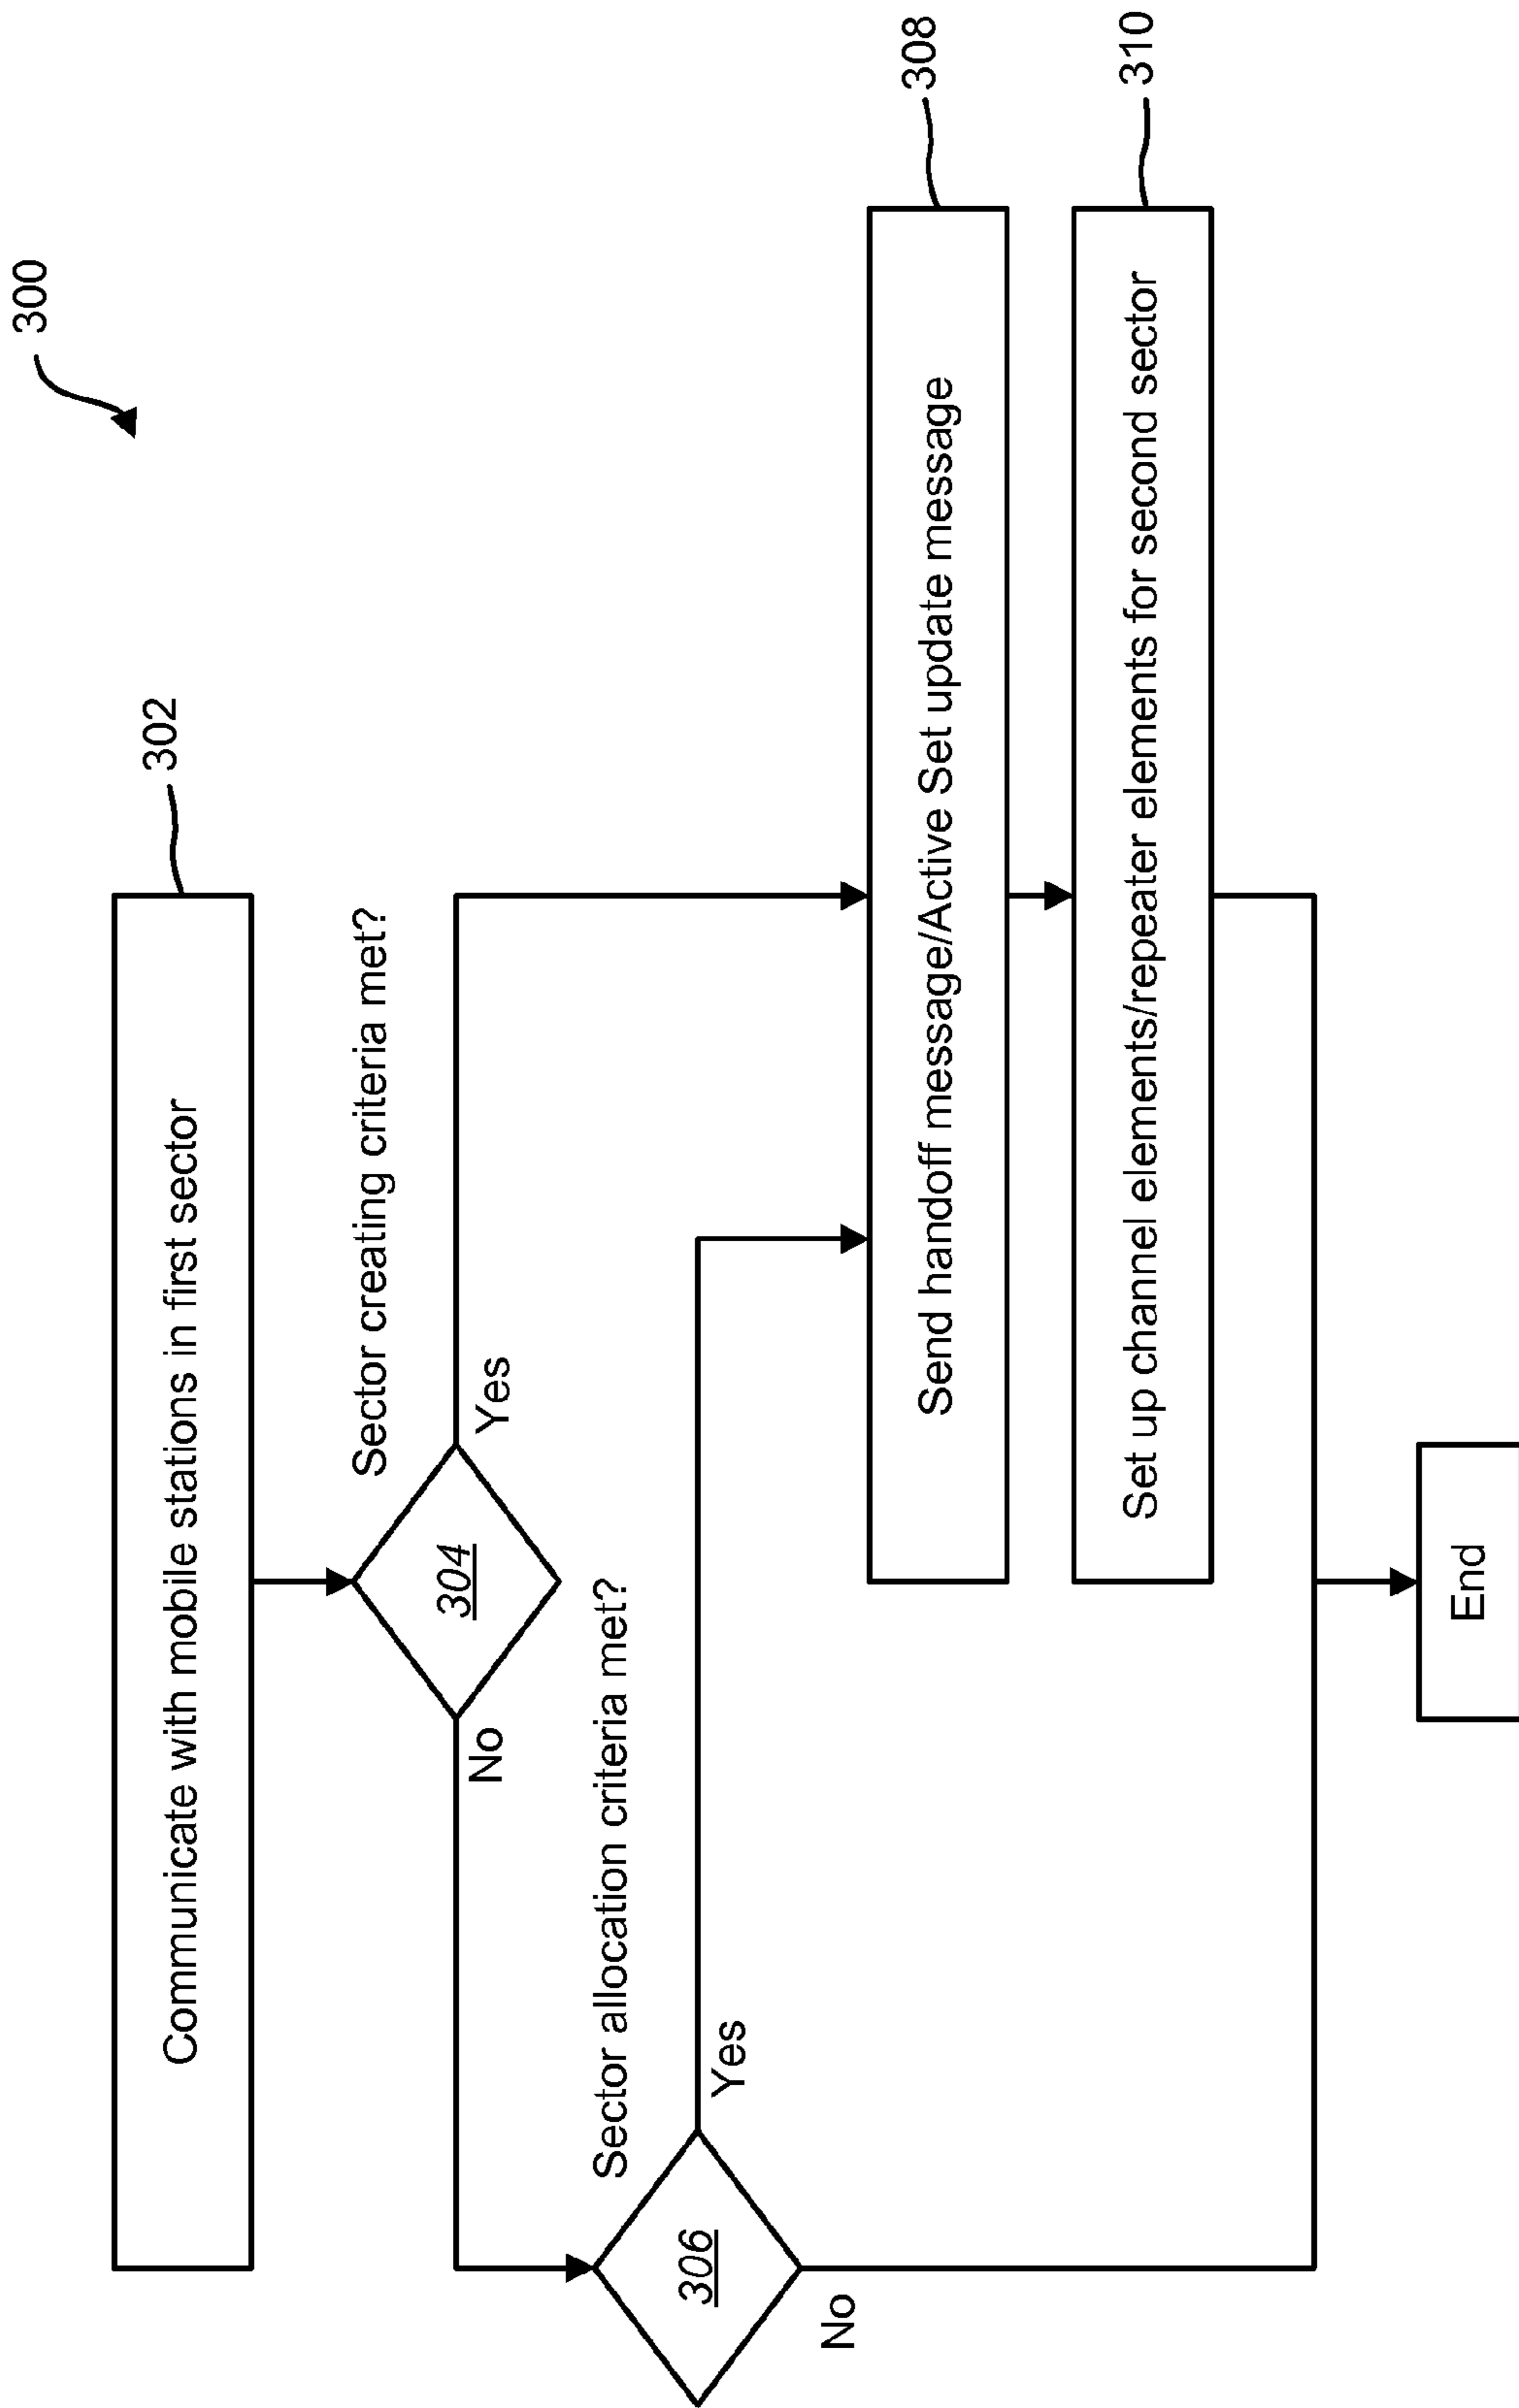 300
Communicate with mobile stations in first sector
302
Sector creating criteria met?
304
Yes
No
Sector allocation criteria met?
306
Yes
No
Send handoff message/Active Set update message
308
Set up channel elements/repeater elements for second sector
310
End